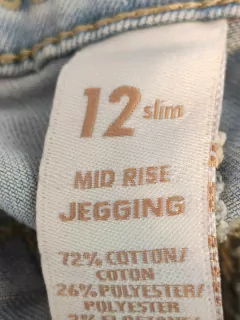 12 slim
MID RISE
JEGGING
72% COTTON/
COTON
26% POLYESTER/
POLYESTER